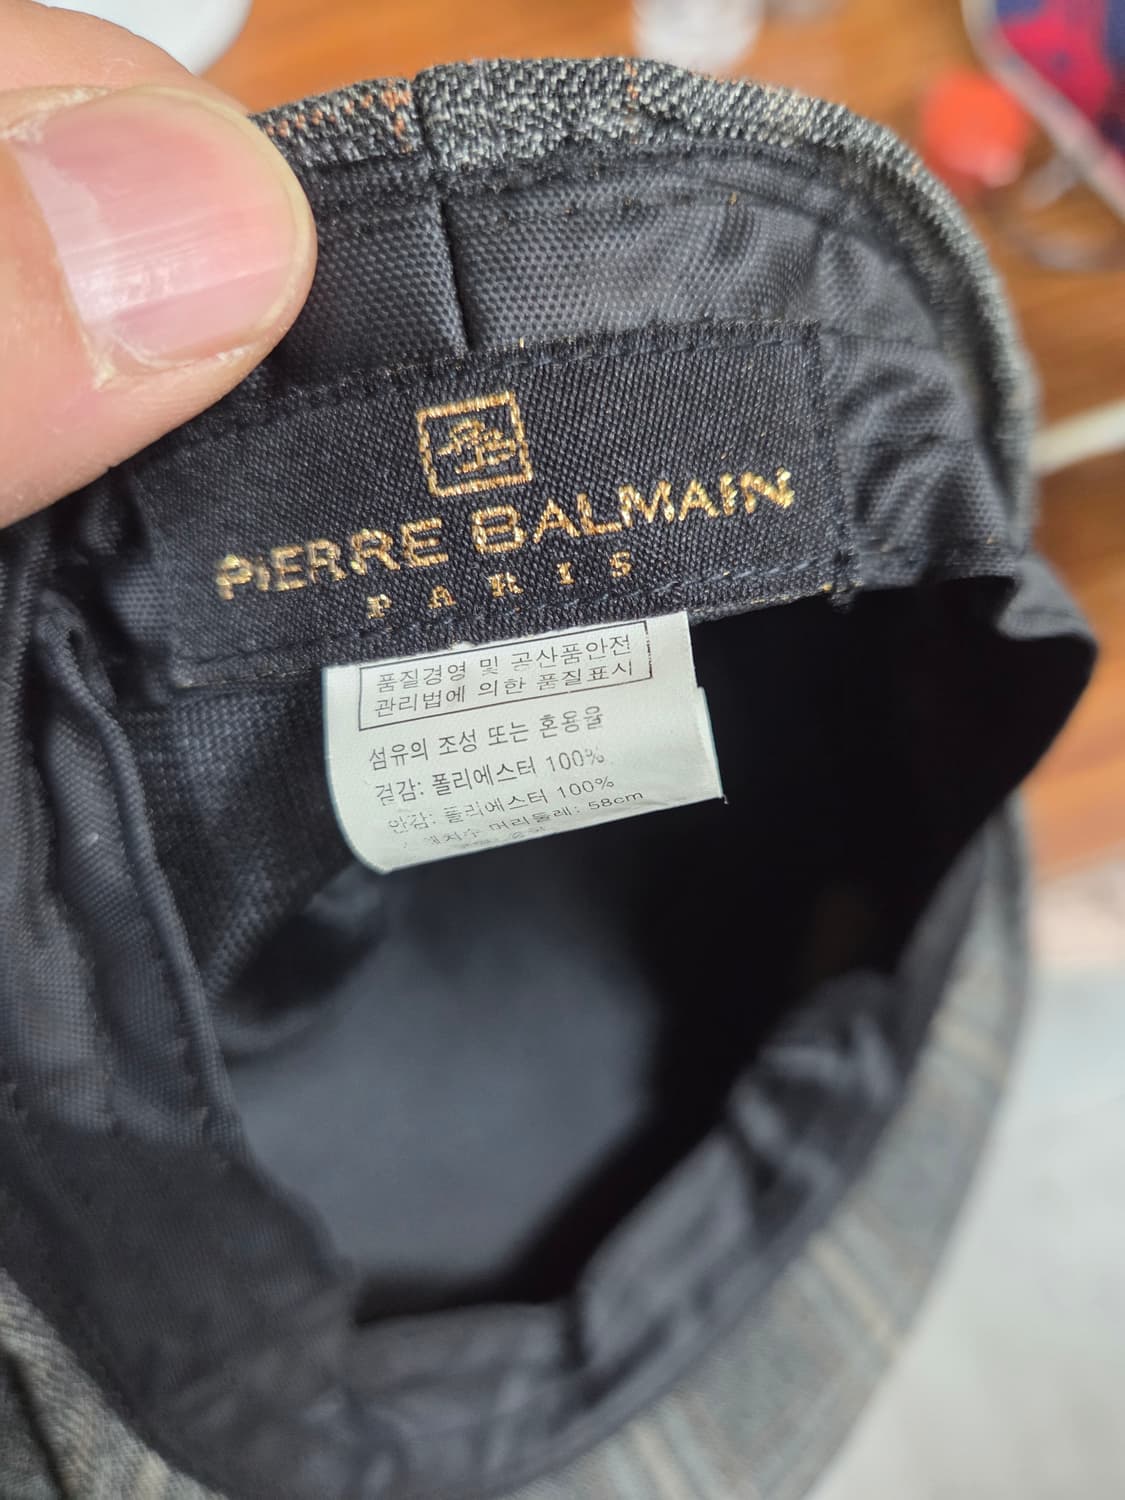 PIERRE BALMAIN
PARIS
품질경영 및 공산품안전
관리법에 의한 품질표시
섬유의 조성 또는 혼용율
겉감: 폴리에스터 100%
안감: 폴리에스터 100%
머리둘레: 58cm